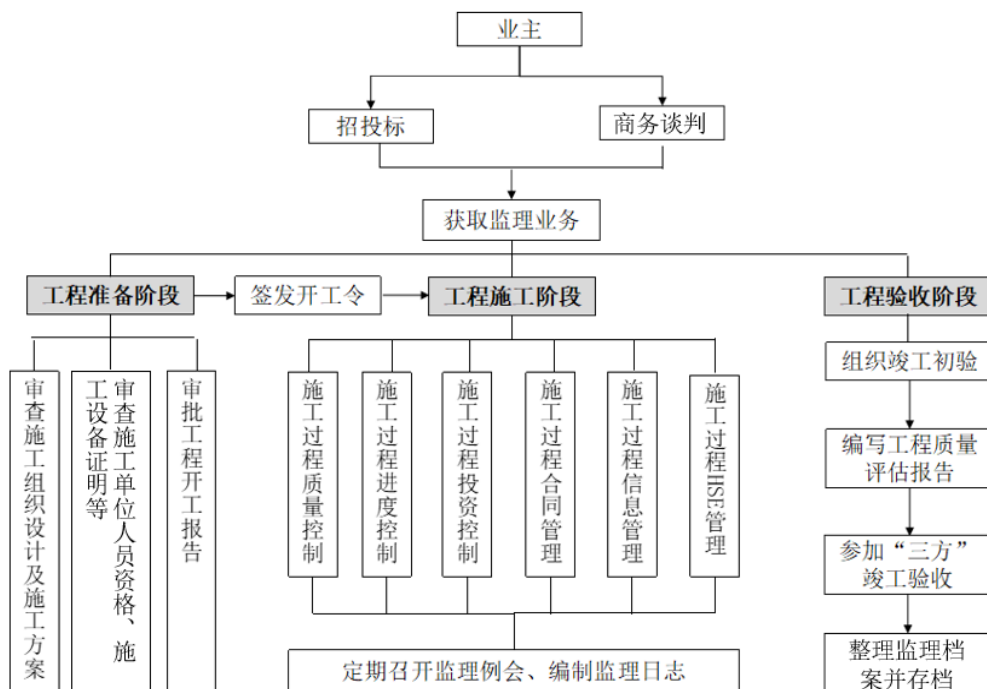 业主
招投标
商务谈判
获取监理业务
工程准备阶段
签发开工令
工程施工阶段
工程验收阶段
审查施工组织设计及施工方案
审查施工单位人员资格、施
工设备证明等
审批工程开工报告
施工过程质量控制
施工过程进度控制
施工过程投资控制
施工过程合同管理
施工过程信息管理
施工过程HSE管理
定期召开监理例会、编制监理日志
组织竣工初验
编写工程质量
评估报告
参加“三方”
竣工验收
整理监理档
案并存档